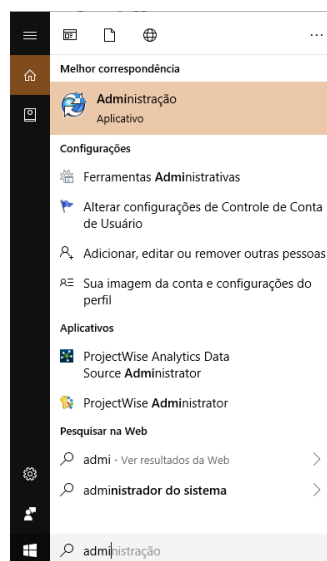 Melhor correspondência
Administração
Aplicativo
Configurações
Ferramentas Administrativas
Alterar configurações de Controle de Conta
de Usuário
Adicionar, editar ou remover outras pessoas
Sua imagem da conta e configurações do
perfil
Aplicativos
ProjectWise Analytics Data
Source Administrator
ProjectWise Administrator
Pesquisar na Web
admi - Ver resultados da Web
administrador do sistema
administração